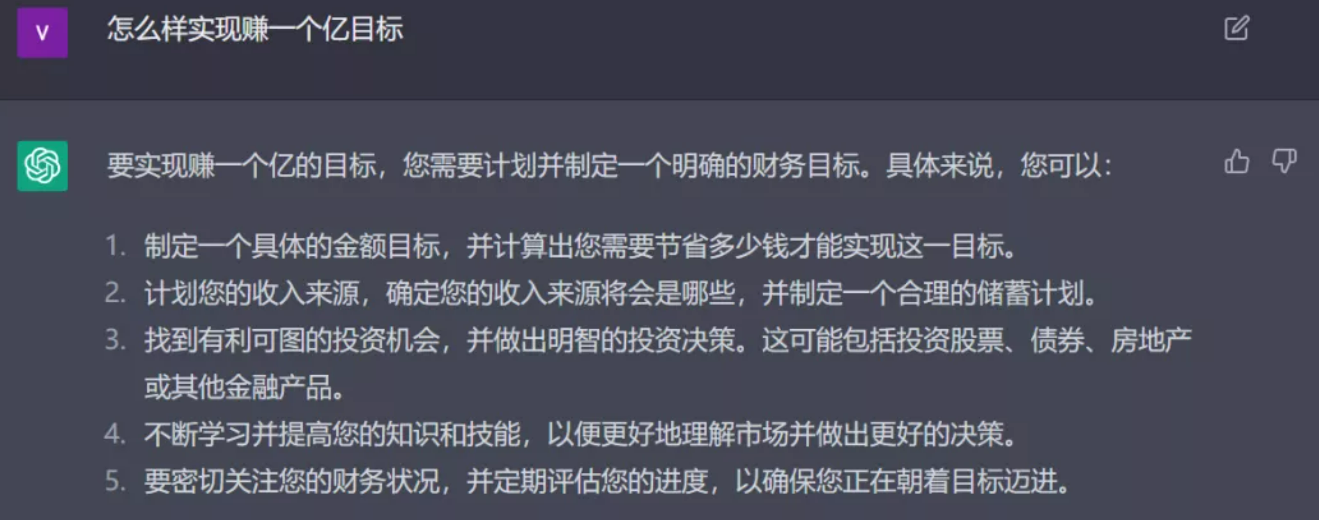 V
怎么样实现赚一个亿目标
要实现赚一个亿的目标，您需要计划并制定一个明确的财务目标。具体来说，您可以：
1. 制定一个具体的金额目标，并计算出您需要节省多少钱才能实现这一目标。
2. 计划您的收入来源，确定您的收入来源将会是哪些，并制定一个合理的储蓄计划。
3. 找到有利可图的投资机会，并做出明智的投资决策。这可能包括投资股票、债券、房地产
或其他金融产品。
4. 不断学习并提高您的知识和技能，以便更好地理解市场并做出更好的决策。
5. 要密切关注您的财务状况，并定期评估您的进度，以确保您正在朝着目标迈进。